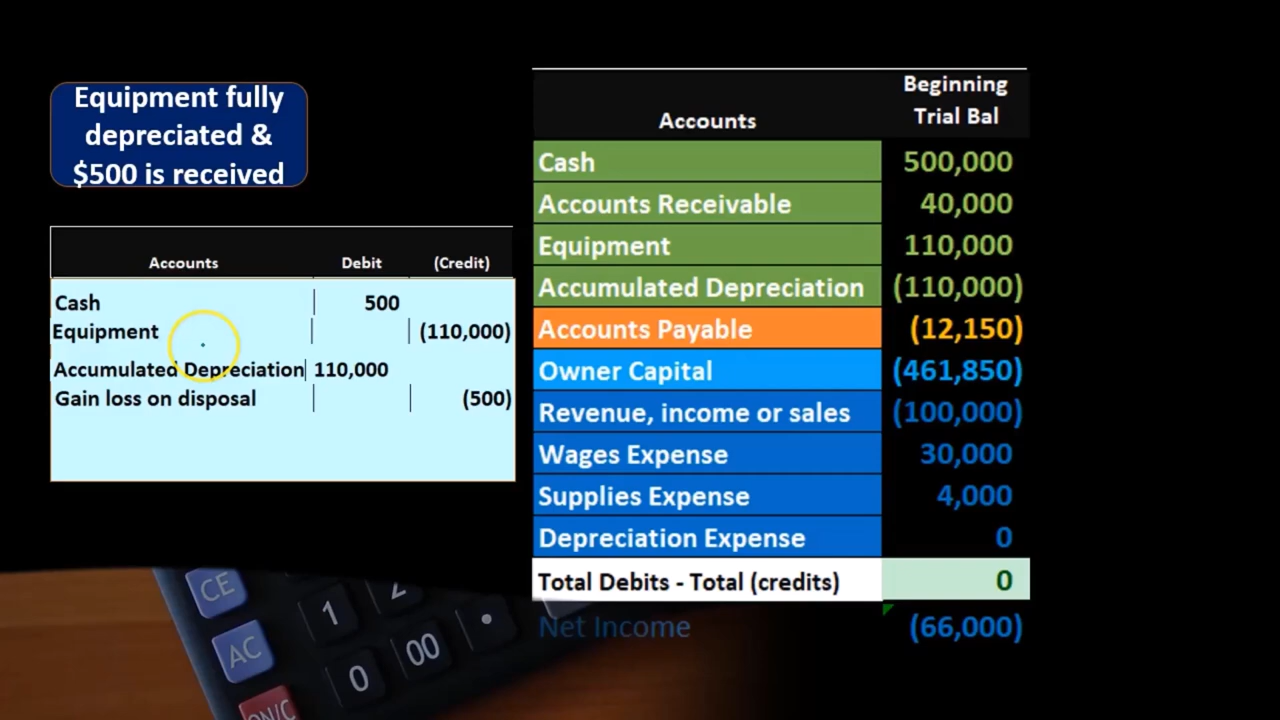 Equipment fully
depreciated &
$500 is received
Accounts Debit (Credit)
Cash 500
Equipment (110,000)
Accumulated Depreciation 110,000
Gain loss on disposal (500)
Accounts Beginning Trial Bal
Cash 500,000
Accounts Receivable 40,000
Equipment 110,000
Accumulated Depreciation (110,000)
Accounts Payable (12,150)
Owner Capital (461,850)
Revenue, income or sales (100,000)
Wages Expense 30,000
Supplies Expense 4,000
Depreciation Expense 0
Total Debits - Total (credits) 0
Net Income (66,000)
CE 1 2
AC 0 00 •
ON/C